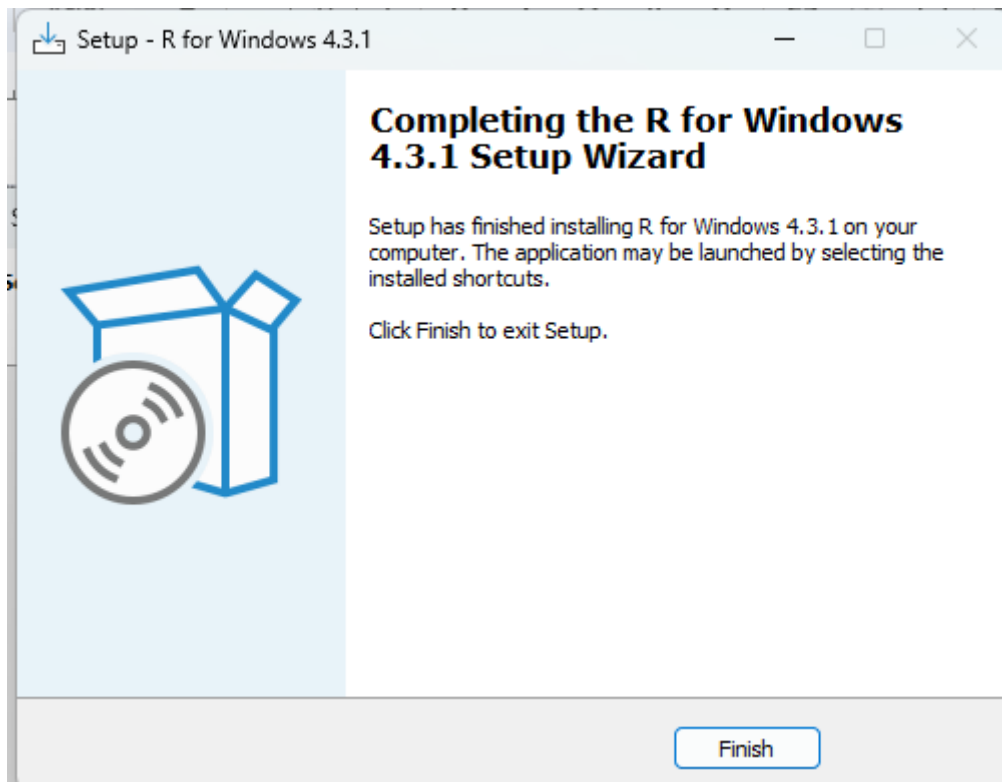 Setup - R for Windows 4.3.1
Completing the R for Windows
4.3.1 Setup Wizard
Setup has finished installing R for Windows 4.3.1 on your
computer. The application may be launched by selecting the
installed shortcuts.
Click Finish to exit Setup.
Finish